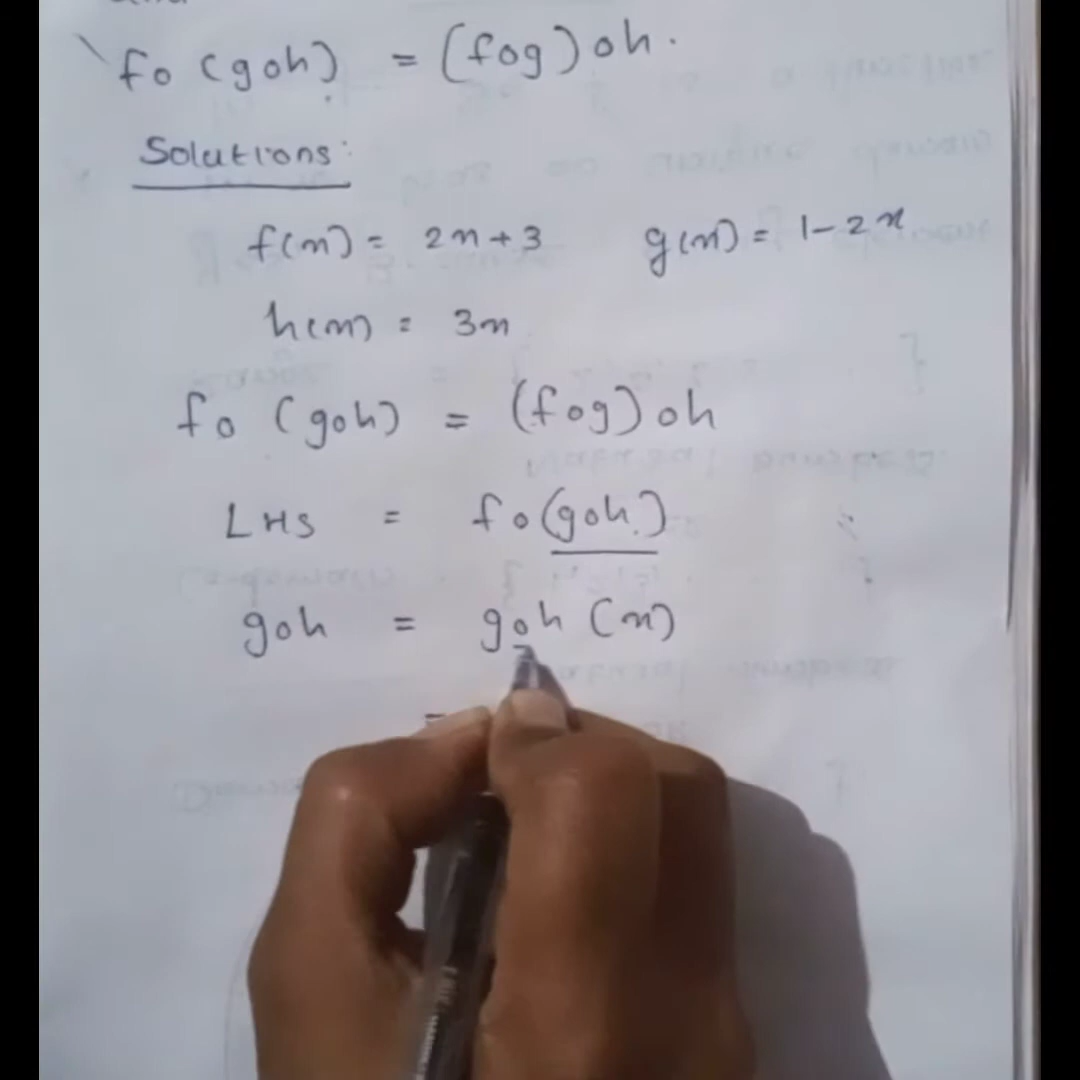 fo (goh) = (fog) oh.
Solutions:
f(x) = 2x+3 g(x) = 1-2x
h(x) = 3x
fo (goh) = (fog) oh
LHS = fo(goh)
goh = goh (x)
=